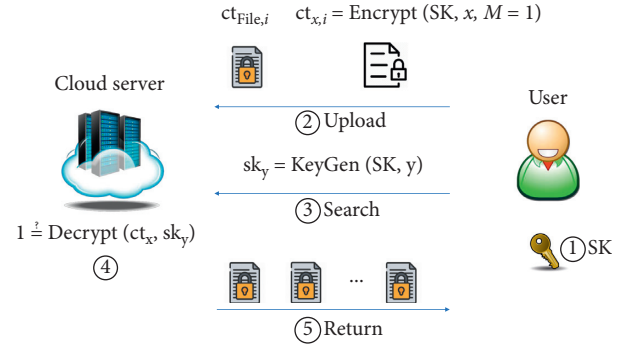 ct_File,i ct_x,i = Encrypt (SK, x, M = 1)
Cloud server
User
② Upload
sk_y = KeyGen (SK, y)
③ Search
1 ≟ Decrypt (ct_x, sk_y)
④
① SK
...
⑤ Return